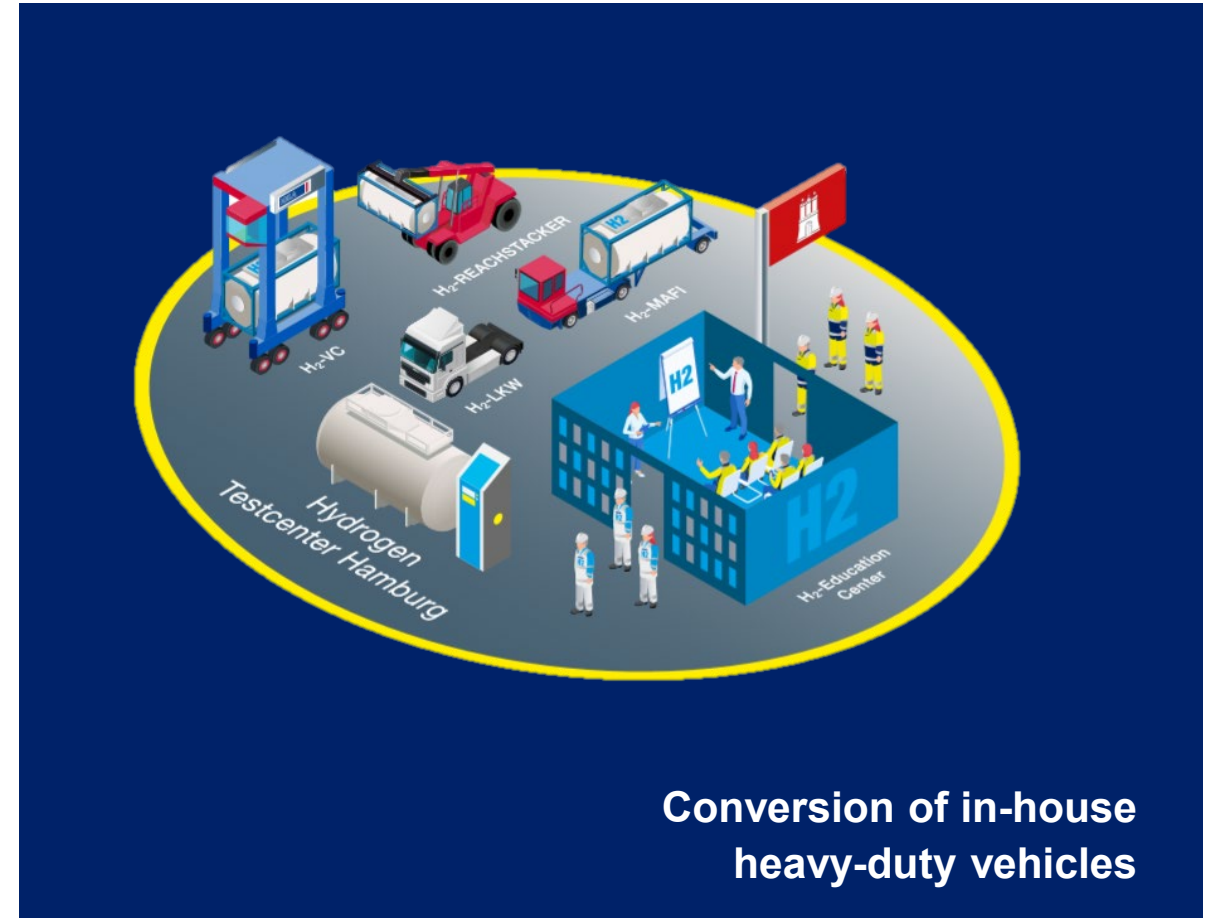 H2
H₂-REACHSTACKER
H2
H₂-MAFI
H₂-VC
H₂-LKW
H2
H2
Hydrogen
Testcenter Hamburg
H₂-Education
Center
Conversion of in-house
heavy-duty vehicles